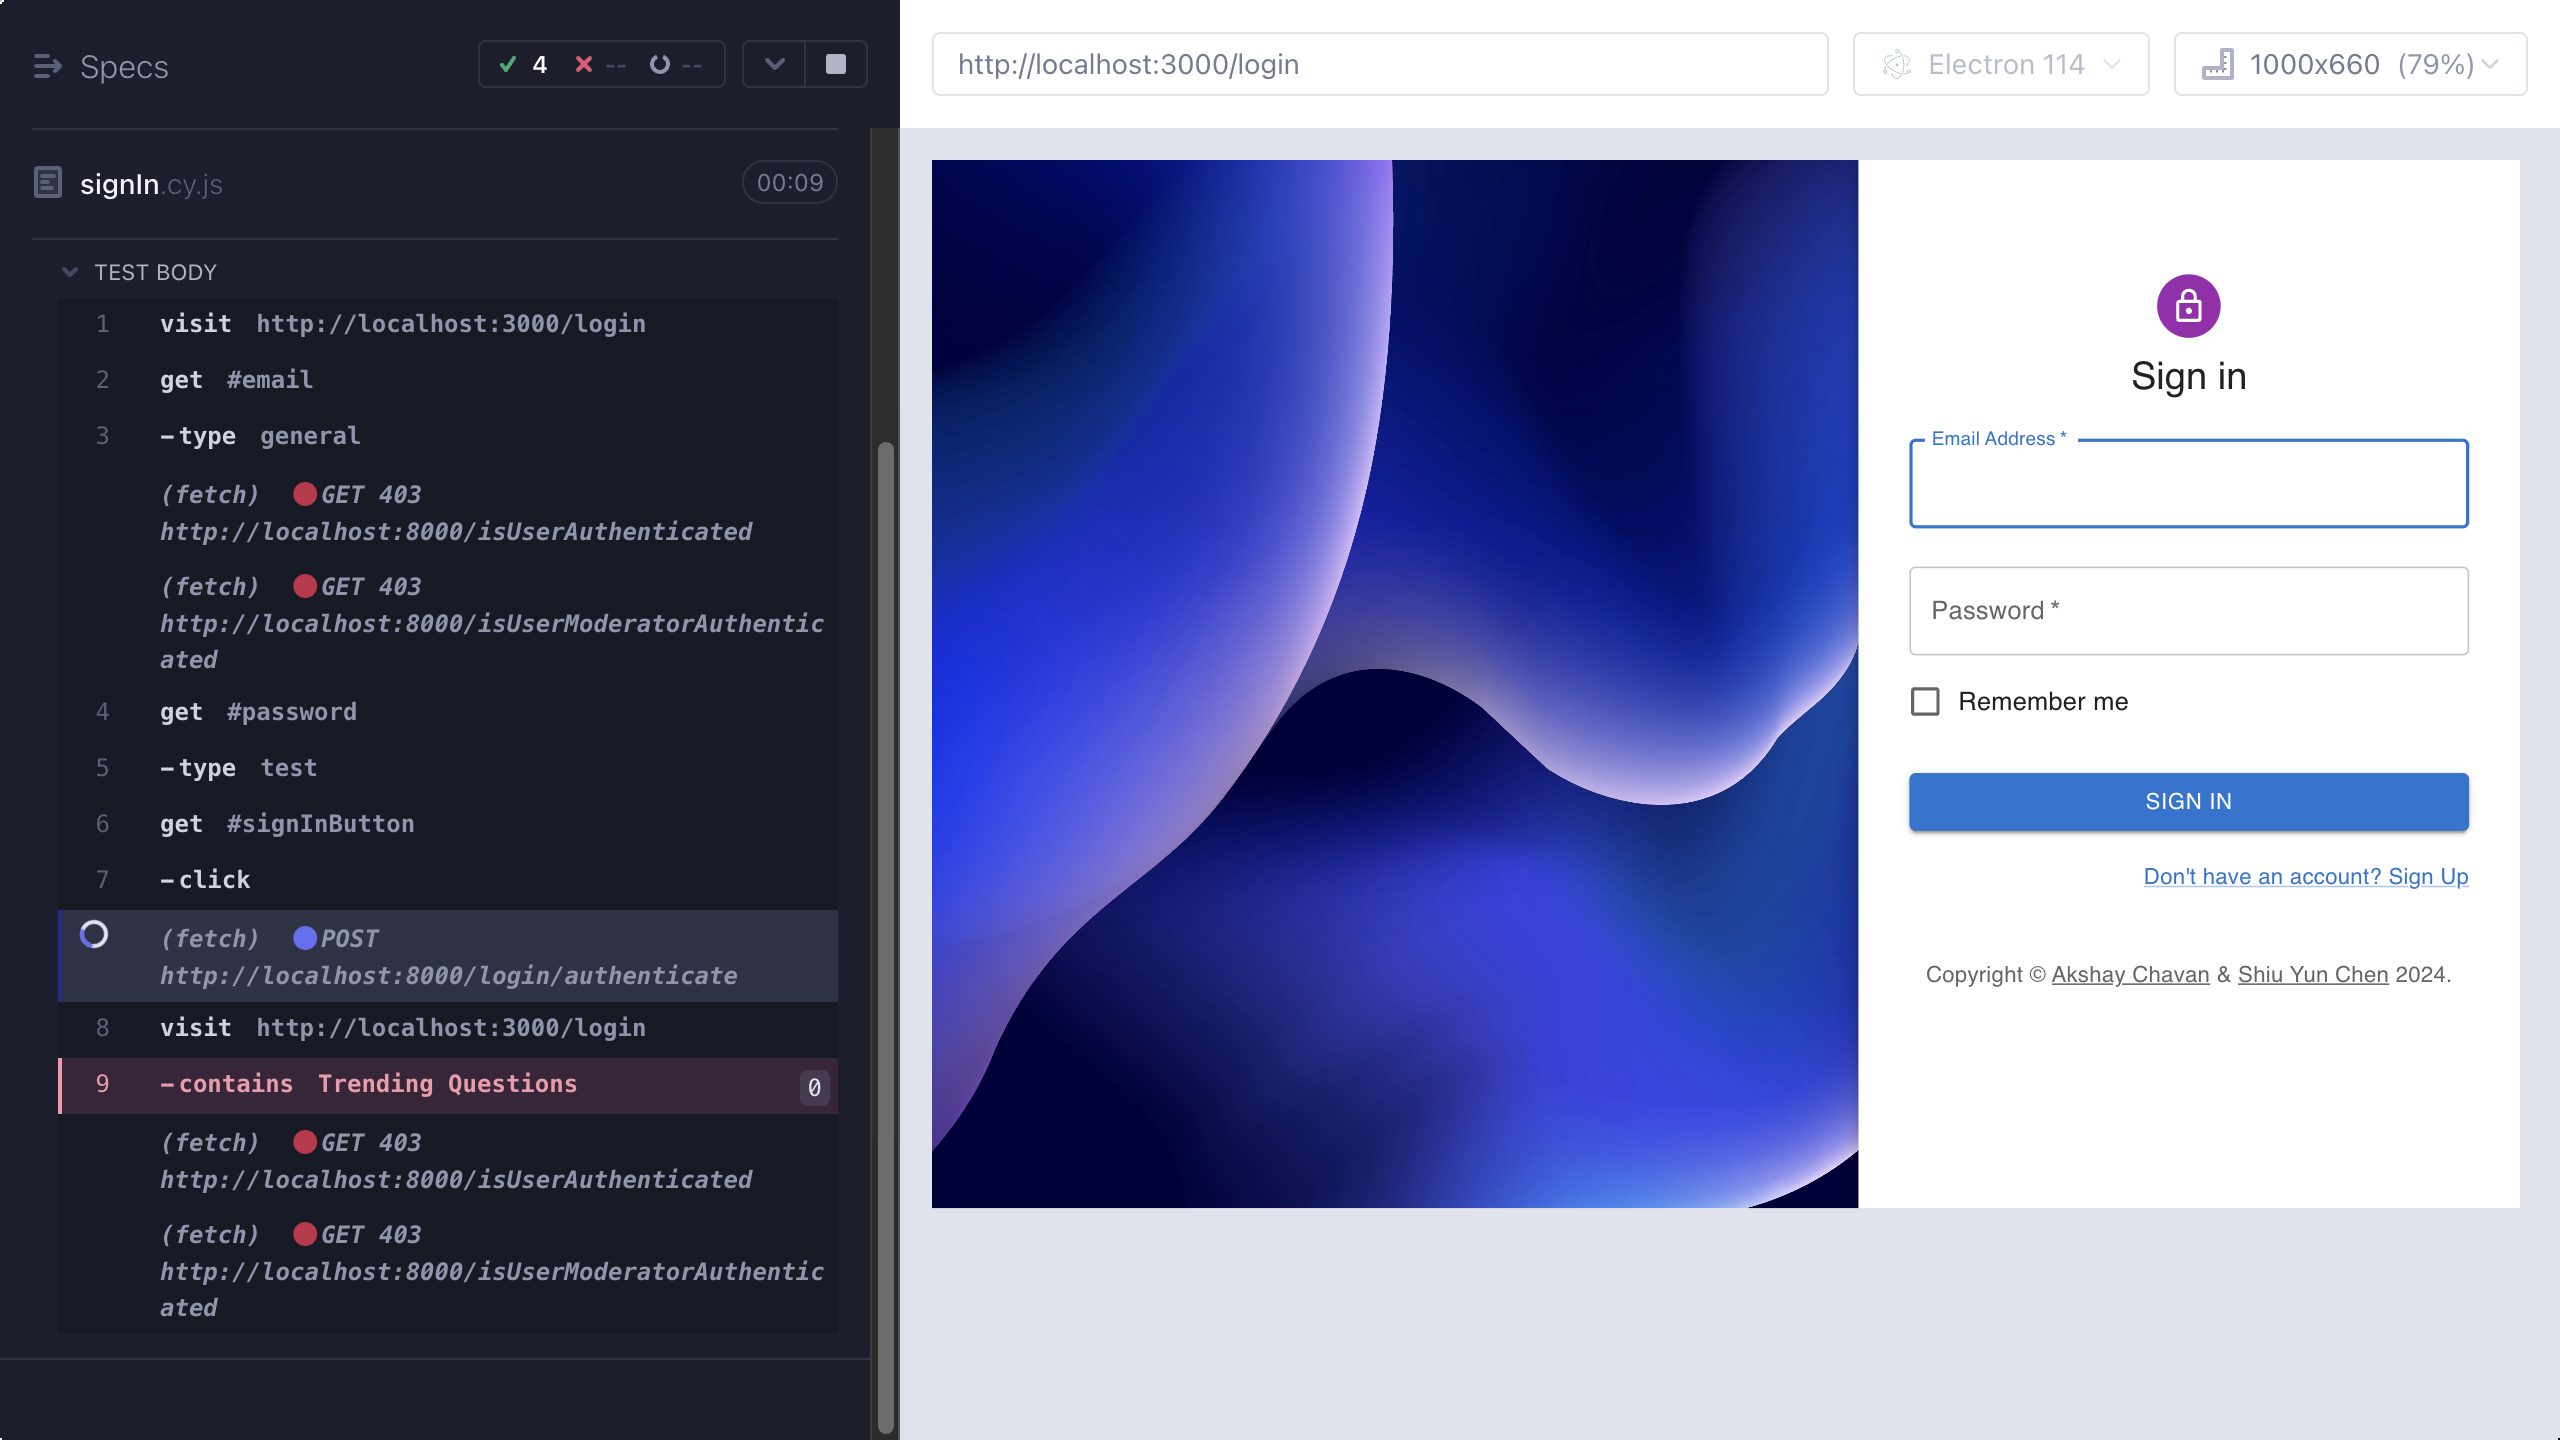 Specs
4 -- --
signIn.cy.js
00:09
TEST BODY
1 visit http://localhost:3000/login
2 get #email
3 -type general
(fetch) GET 403
http://localhost:8000/isUserAuthenticated
(fetch) GET 403
http://localhost:8000/isUserModeratorAuthentic
ated
4 get #password
5 -type test
6 get #signInButton
7 -click
(fetch) POST
http://localhost:8000/login/authenticate
8 visit http://localhost:3000/login
9 -contains Trending Questions 0
(fetch) GET 403
http://localhost:8000/isUserAuthenticated
(fetch) GET 403
http://localhost:8000/isUserModeratorAuthentic
ated
http://localhost:3000/login
Electron 114
1000x660 (79%)
Sign in
Email Address *
Password *
Remember me
SIGN IN
Don't have an account? Sign Up
Copyright © Akshay Chavan & Shiu Yun Chen 2024.